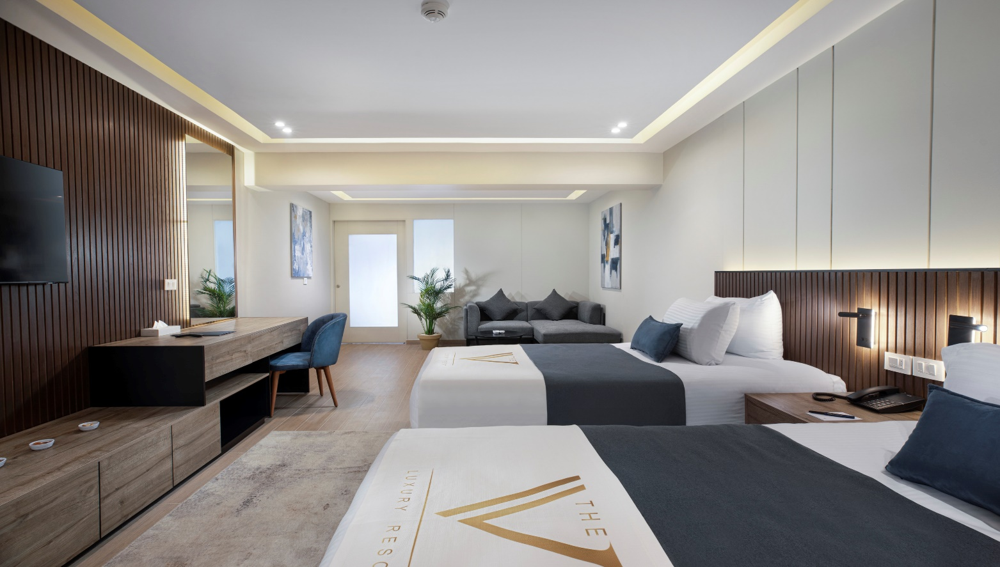 THE
V
LUXURY RESO